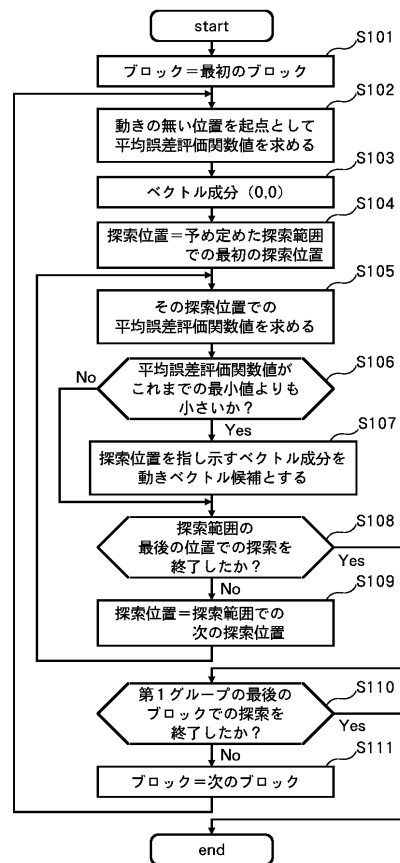 start
S101
ブロック＝最初のブロック
S102
動きの無い位置を起点として
平均誤差評価関数値を求める
S103
ベクトル成分（0,0）
S104
探索位置＝予め定めた探索範囲
での最初の探索位置
S105
その探索位置での
平均誤差評価関数値を求める
S106
平均誤差評価関数値が
これまでの最小値よりも
小さいか？
No
Yes
S107
探索位置を指し示すベクトル成分を
動きベクトル候補とする
S108
探索範囲の
最後の位置での探索を
終了したか？
Yes
No
S109
探索位置＝探索範囲での
次の探索位置
S110
第１グループの最後の
ブロックでの探索を
終了したか？
Yes
No
S111
ブロック＝次のブロック
end